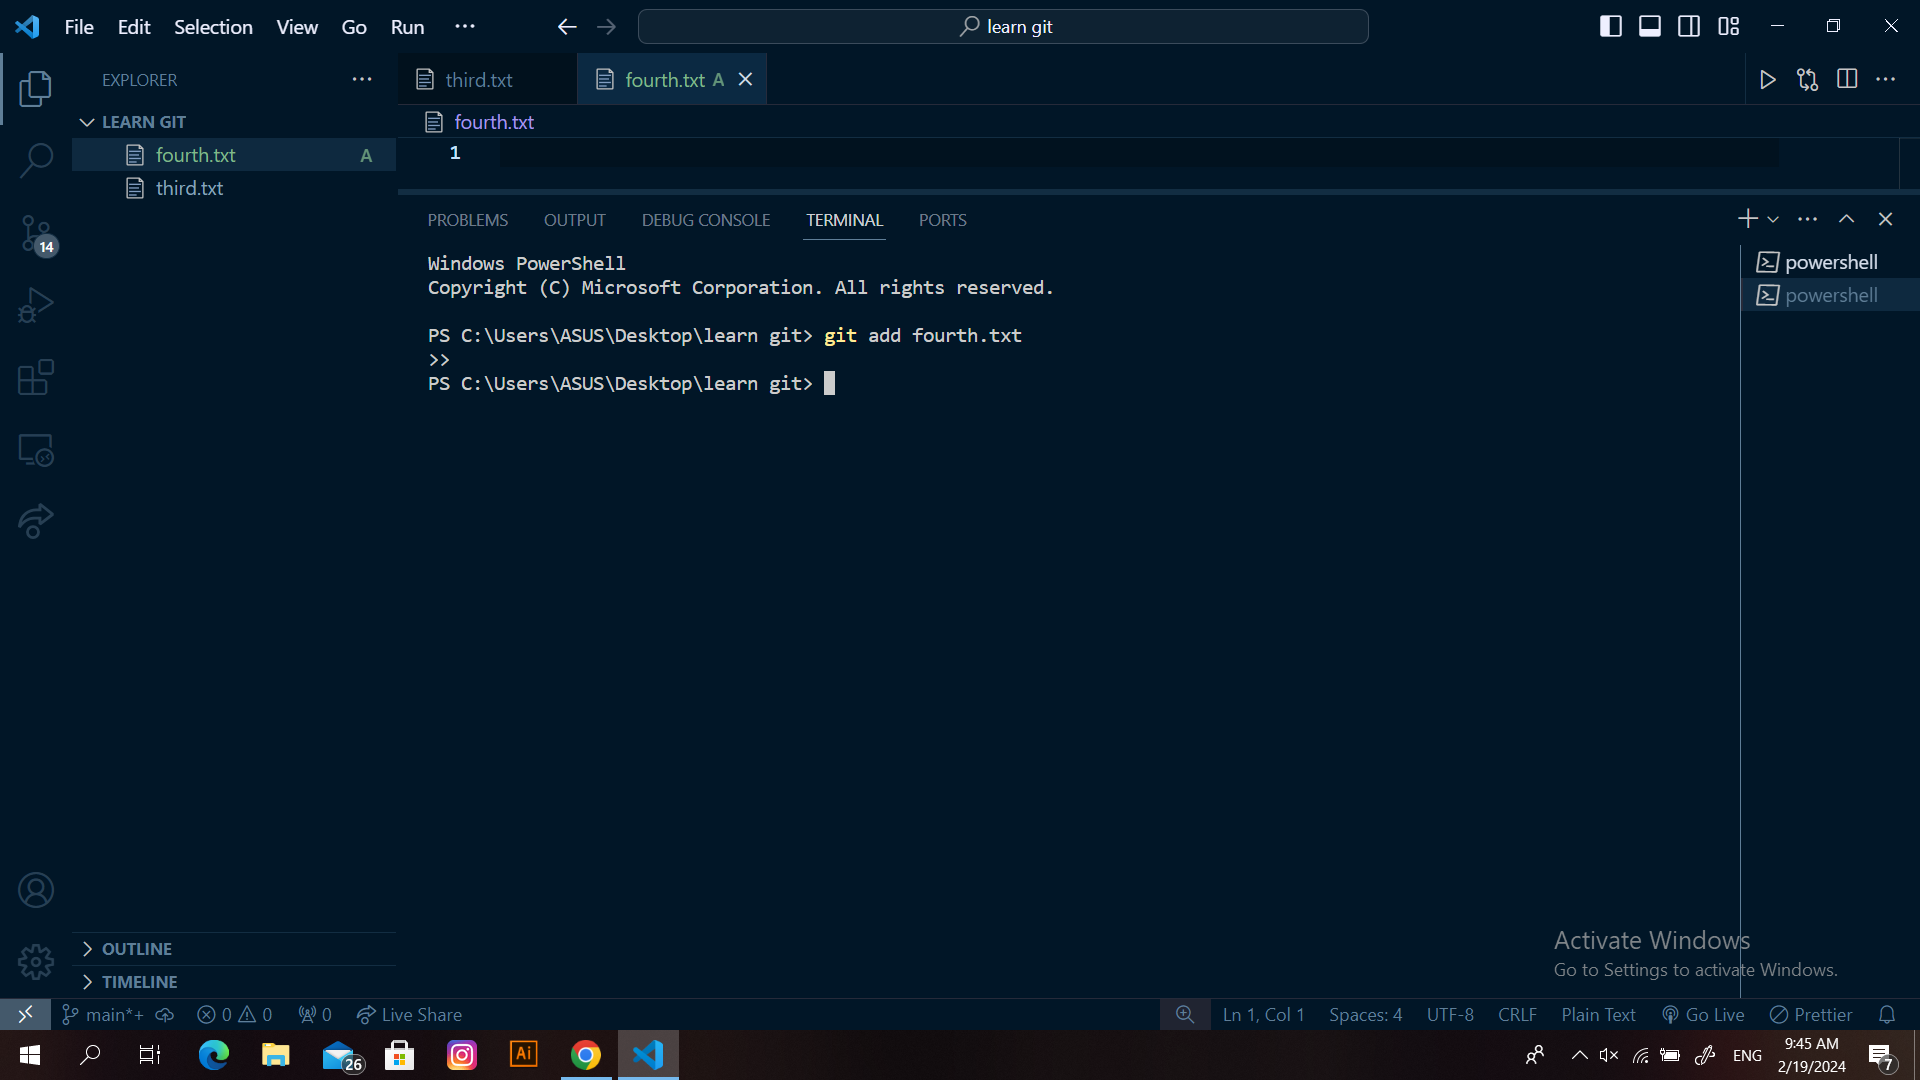 File Edit Selection View Go Run ··· learn git
EXPLORER ···
LEARN GIT
fourth.txt A
third.txt
14
third.txt fourth.txt A
fourth.txt
1
PROBLEMS OUTPUT DEBUG CONSOLE TERMINAL PORTS
Windows PowerShell
Copyright (C) Microsoft Corporation. All rights reserved.
PS C:\Users\ASUS\Desktop\learn git> git add fourth.txt
>>
PS C:\Users\ASUS\Desktop\learn git>
powershell
powershell
OUTLINE
TIMELINE
Activate Windows
Go to Settings to activate Windows.
main*+ 0 0 0 Live Share Ln 1, Col 1 Spaces: 4 UTF-8 CRLF Plain Text Go Live Prettier
26 Ai ENG 9:45 AM
2/19/2024 7